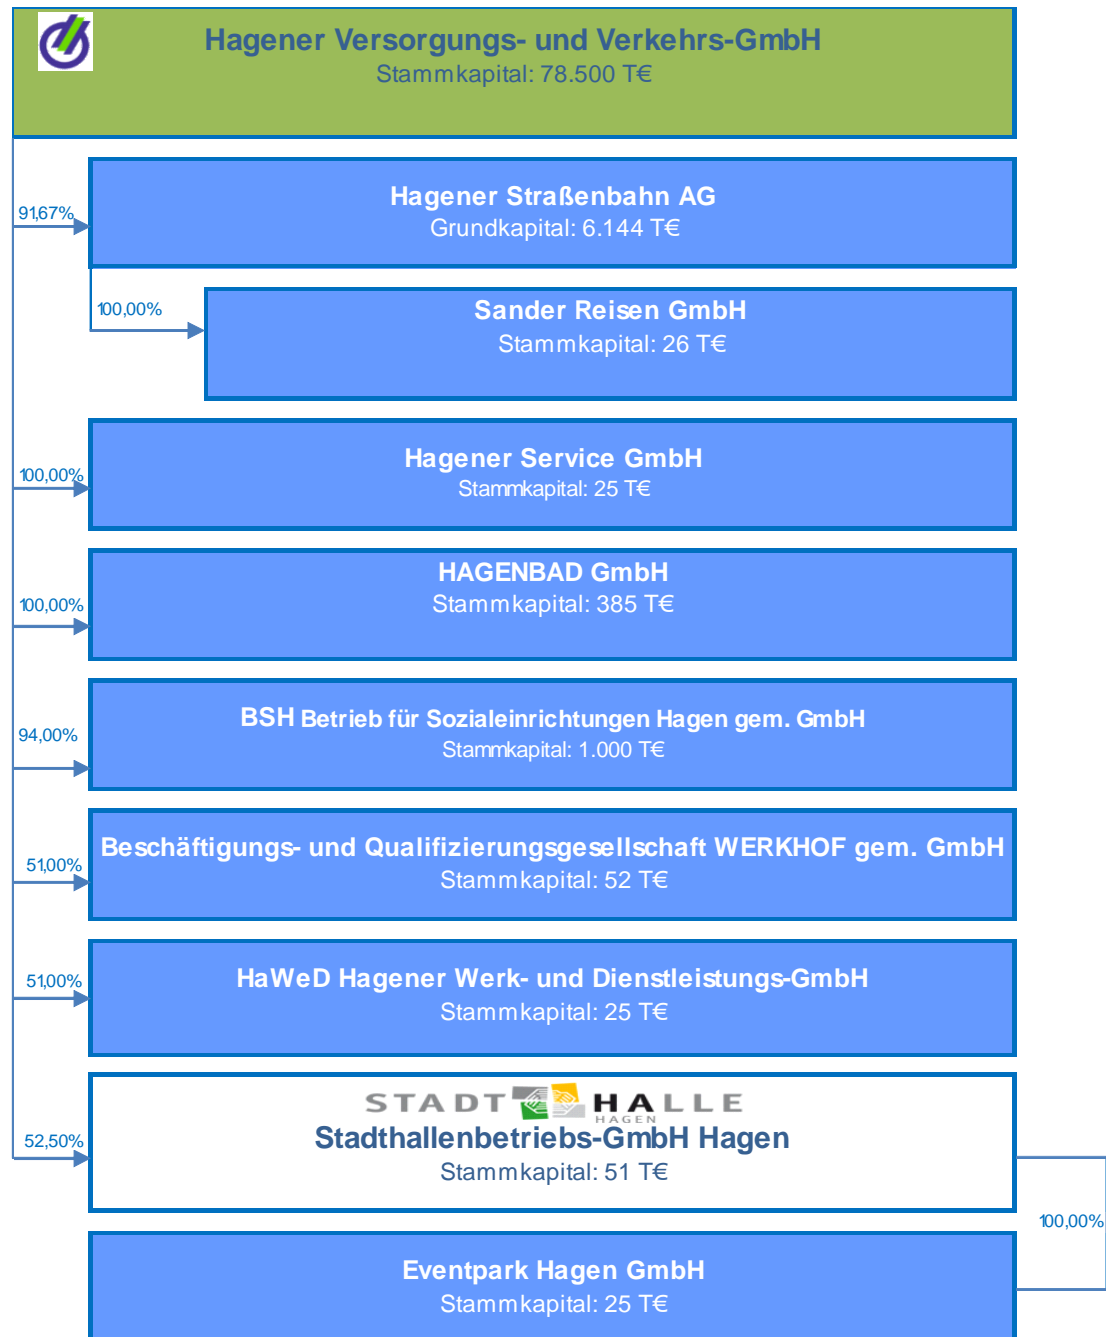 Hagener Versorgungs- und Verkehrs-GmbH
Stammkapital: 78.500 T€
91,67%
Hagener Straßenbahn AG
Grundkapital: 6.144 T€
100,00%
Sander Reisen GmbH
Stammkapital: 26 T€
100,00%
Hagener Service GmbH
Stammkapital: 25 T€
100,00%
HAGENBAD GmbH
Stammkapital: 385 T€
94,00%
BSH Betrieb für Sozialeinrichtungen Hagen gem. GmbH
Stammkapital: 1.000 T€
51,00%
Beschäftigungs- und Qualifizierungsgesellschaft WERKHOF gem. GmbH
Stammkapital: 52 T€
51,00%
HaWeD Hagener Werk- und Dienstleistungs-GmbH
Stammkapital: 25 T€
STADT HALLE
HAGEN
52,50%
Stadthallenbetriebs-GmbH Hagen
Stammkapital: 51 T€
100,00%
Eventpark Hagen GmbH
Stammkapital: 25 T€